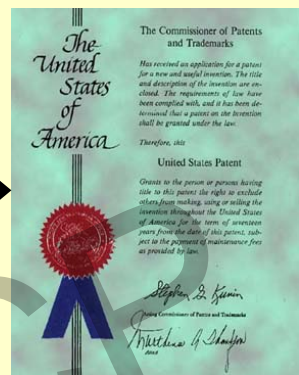 The
United
States
of
America
The Commissioner of Patents
and Trademarks
Has received an application for a patent
for a new and useful invention. The title
and description of the invention are en-
closed. The requirements of law have
been complied with, and it has been de-
termined that a patent on the invention
shall be granted under the law.
Therefore, this
United States Patent
Grants to the person or persons having
title to this patent the right to exclude
others from making, using or selling the
invention throughout the United States
of America for the term of seventeen
years from the date of this patent, sub-
ject to the payment of maintenance fees
as provided by law.
Acting Commissioner of Patents and Trademarks